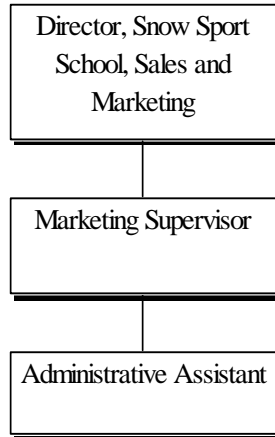 Director, Snow Sport
School, Sales and
Marketing
Marketing Supervisor
Administrative Assistant